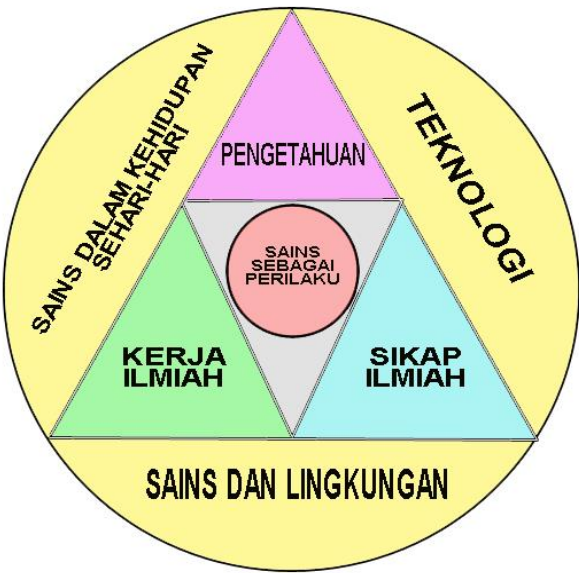 SAINS DALAM KEHIDUPAN
SEHARI-HARI
TEKNOLOGI
PENGETAHUAN
SAINS
SEBAGAI
PERILAKU
KERJA
ILMIAH
SIKAP
ILMIAH
SAINS DAN LINGKUNGAN